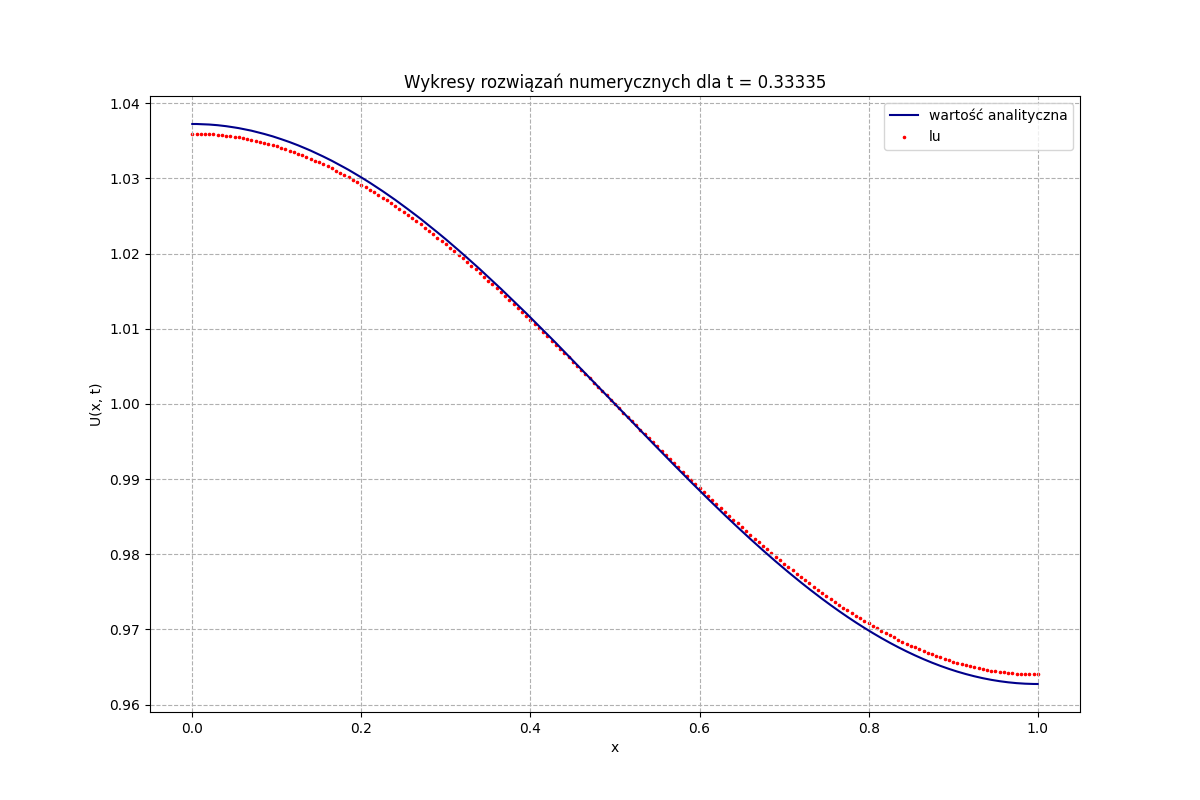 Wykresy rozwiązań numerycznych dla t = 0.33335
wartość analityczna
lu
U(x, t)
1.04
1.03
1.02
1.01
1.00
0.99
0.98
0.97
0.96
0.0 0.2 0.4 0.6 0.8 1.0
x